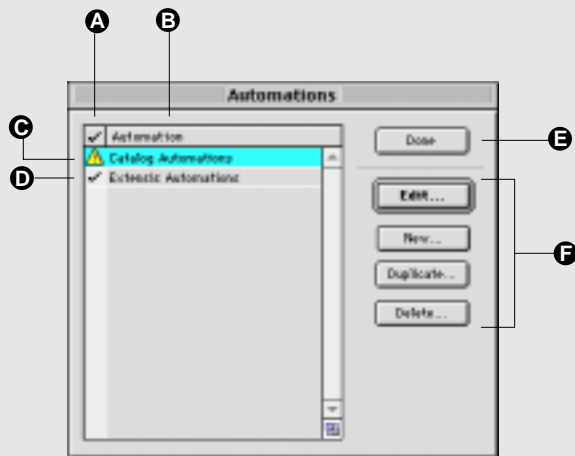 A B
Automations
C
Automation
Done
E
Catalog Automations
D
Extensis Automations
Edit...
New...
F
Duplicate...
Delete...